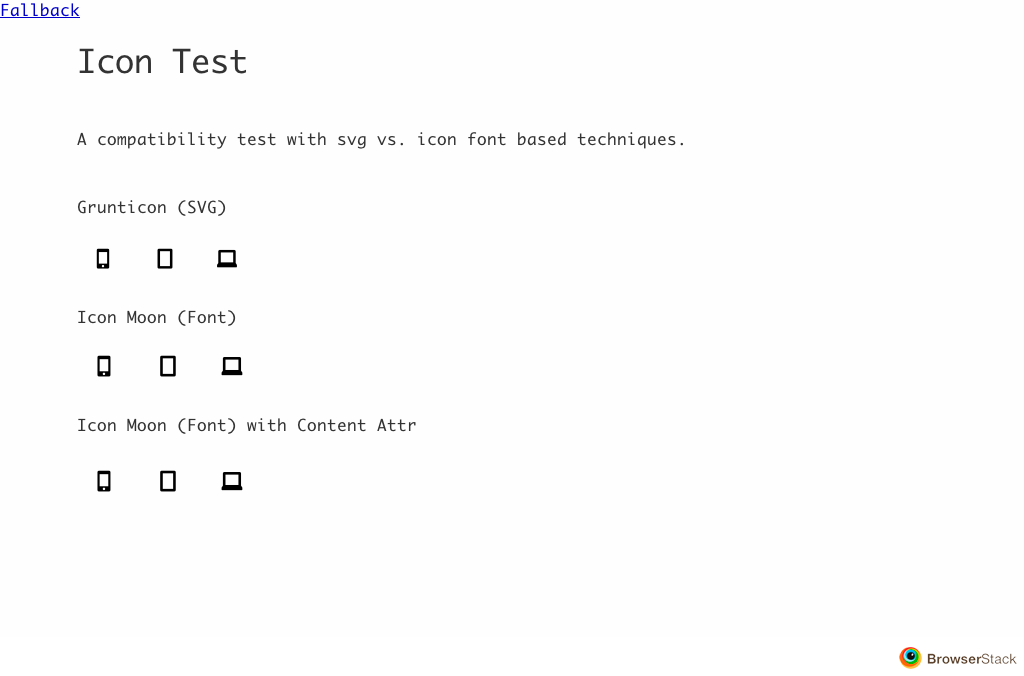 Fallback
Icon Test
A compatibility test with svg vs. icon font based techniques.
Grunticon (SVG)
Icon Moon (Font)
Icon Moon (Font) with Content Attr
BrowserStack